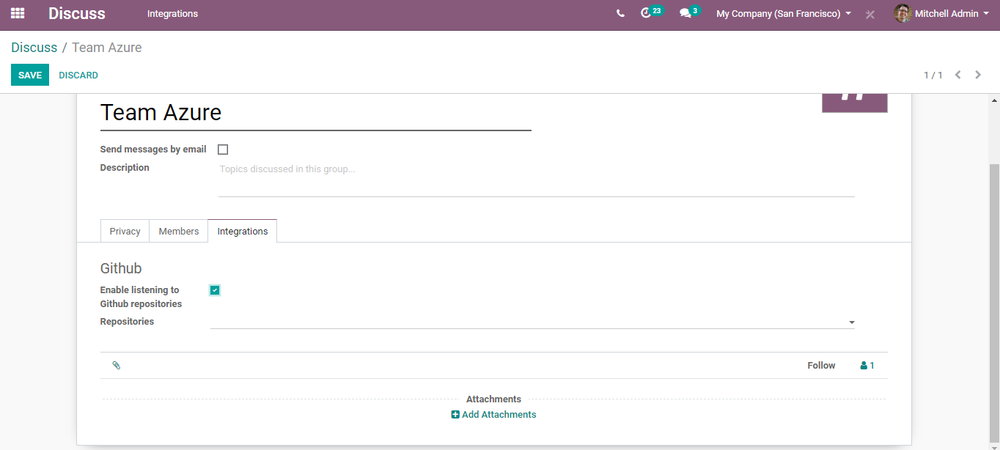 Discuss Integrations 23 3 My Company (San Francisco) Mitchell Admin
Discuss / Team Azure
SAVE DISCARD 1 / 1
Team Azure
Send messages by email
Description Topics discussed in this group...
Privacy Members Integrations
Github
Enable listening to
Github repositories
Repositories
Follow 1
Attachments
Add Attachments